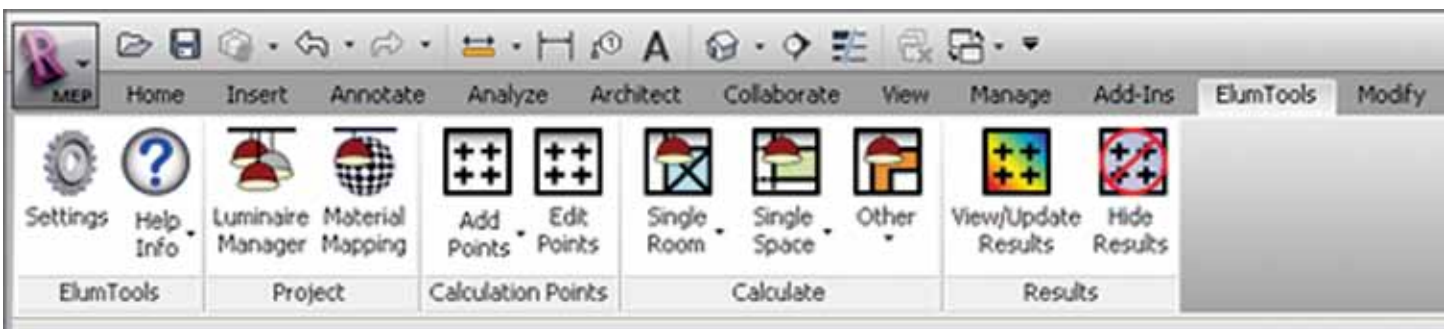 R
MEP
A
Home Insert Annotate Analyze Architect Collaborate View Manage Add-Ins ElumTools Modify
Settings
Help
Info
Luminaire
Manager
Material
Mapping
Add
Points
Edit
Points
Single
Room
Single
Space
Other
View/Update
Results
Hide
Results
ElumTools
Project
Calculation Points
Calculate
Results